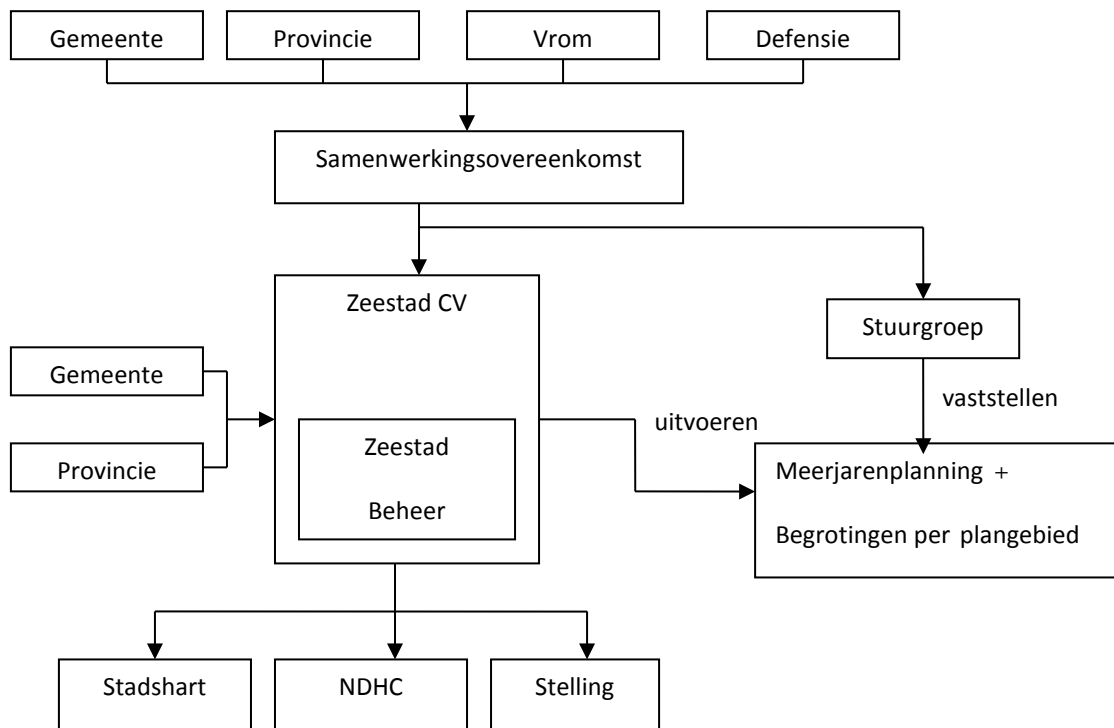 Gemeente
Provincie
Vrom
Defensie
Samenwerkingsovereenkomst
Zeestad CV
Stuurgroep
Gemeente
vaststellen
uitvoeren
Zeestad
Provincie
Meerjarenplanning +
Beheer
Begrotingen per plangebied
Stadshart
NDHC
Stelling